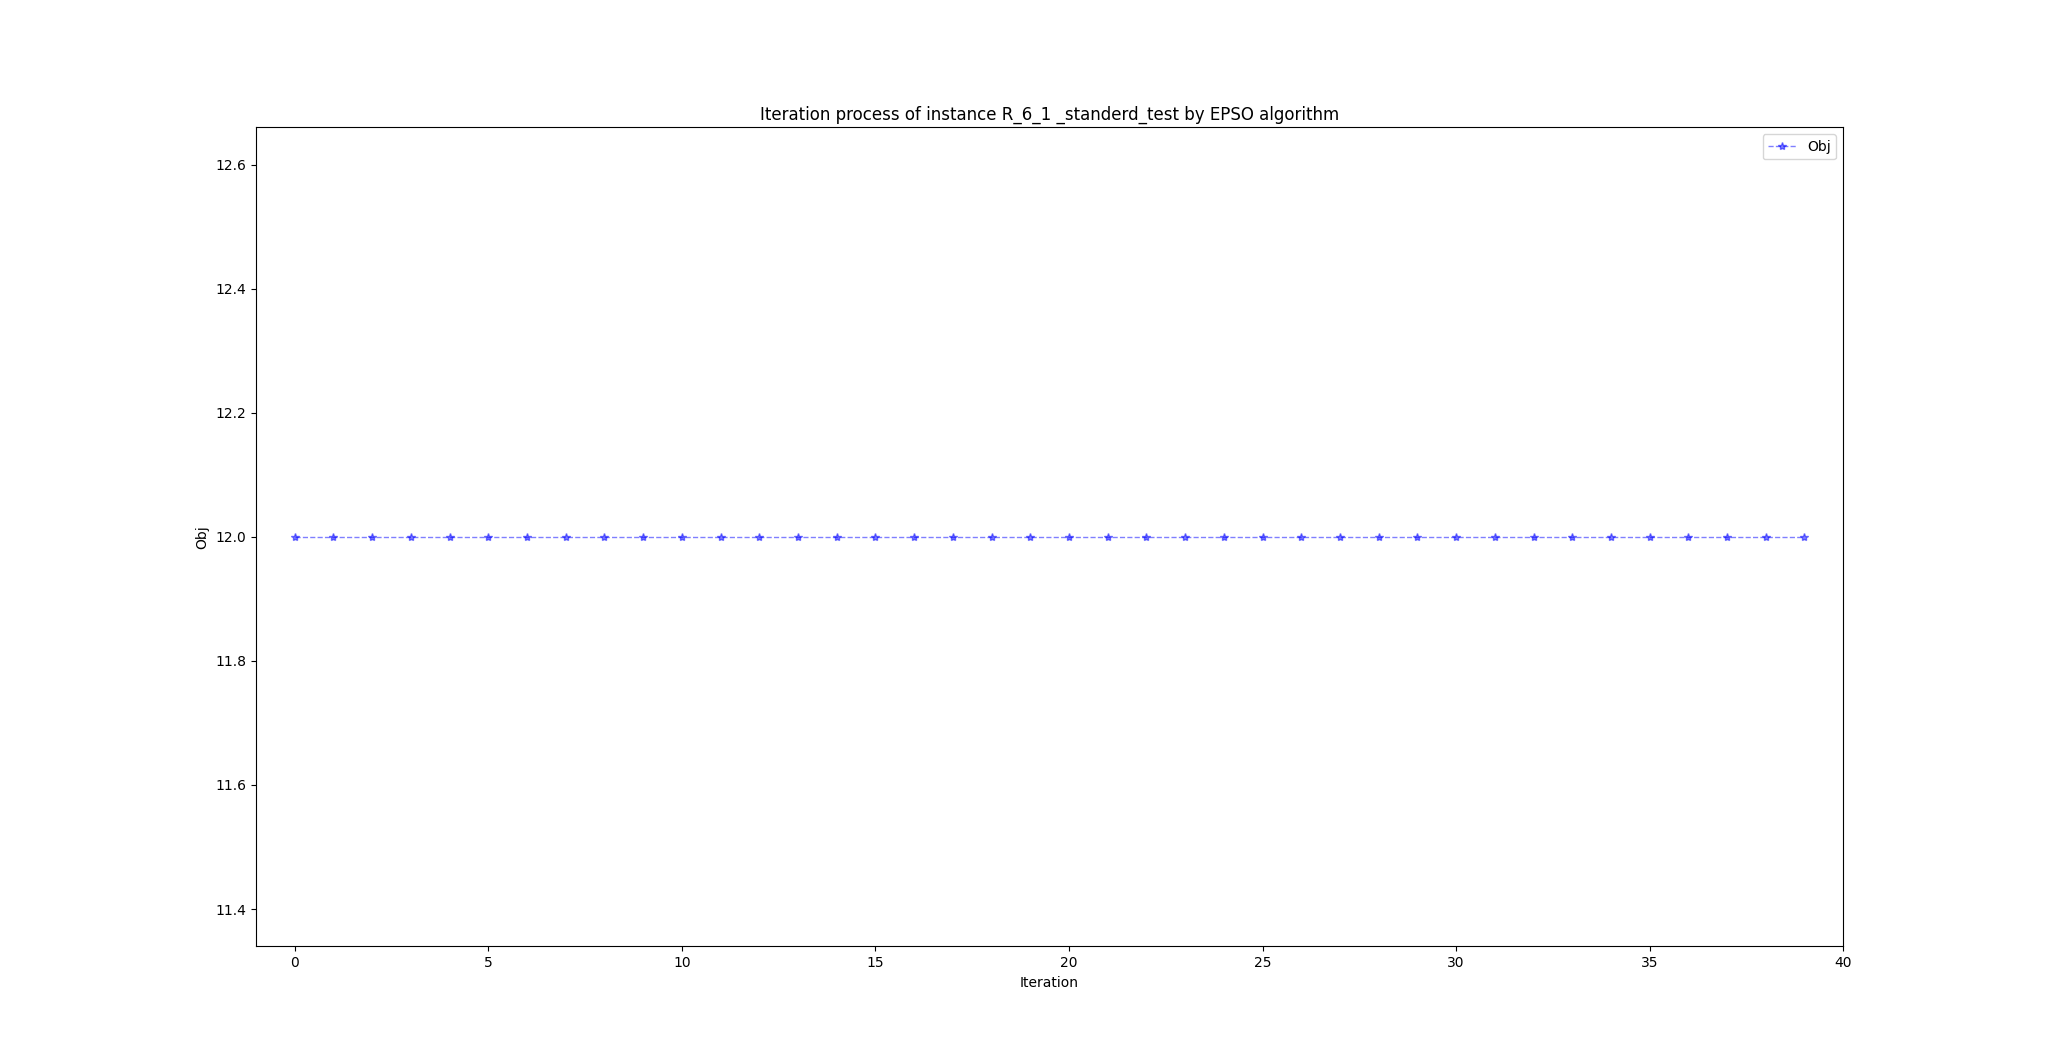 Iteration process of instance R_6_1 _standerd_test by EPSO algorithm
Obj
12.6
12.4
12.2
12.0
11.8
11.6
11.4
Obj
0 5 10 15 20 25 30 35 40
Iteration